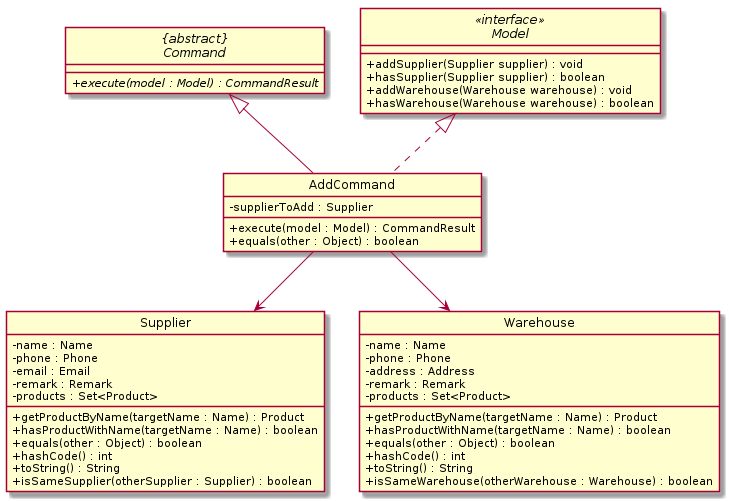 {abstract}
Command
+execute(model : Model) : CommandResult
«interface»
Model
+addSupplier(Supplier supplier) : void
+hasSupplier(Supplier supplier) : boolean
+addWarehouse(Warehouse warehouse) : void
+hasWarehouse(Warehouse warehouse) : boolean
AddCommand
-supplierToAdd : Supplier
+execute(model : Model) : CommandResult
+equals(other : Object) : boolean
Supplier
-name : Name
-phone : Phone
-email : Email
-remark : Remark
-products : Set<Product>
+getProductByName(targetName : Name) : Product
+hasProductWithName(targetName : Name) : boolean
+equals(other : Object) : boolean
+hashCode() : int
+toString() : String
+isSameSupplier(otherSupplier : Supplier) : boolean
Warehouse
-name : Name
-phone : Phone
-address : Address
-remark : Remark
-products : Set<Product>
+getProductByName(targetName : Name) : Product
+hasProductWithName(targetName : Name) : boolean
+equals(other : Object) : boolean
+hashCode() : int
+toString() : String
+isSameWarehouse(otherWarehouse : Warehouse) : boolean